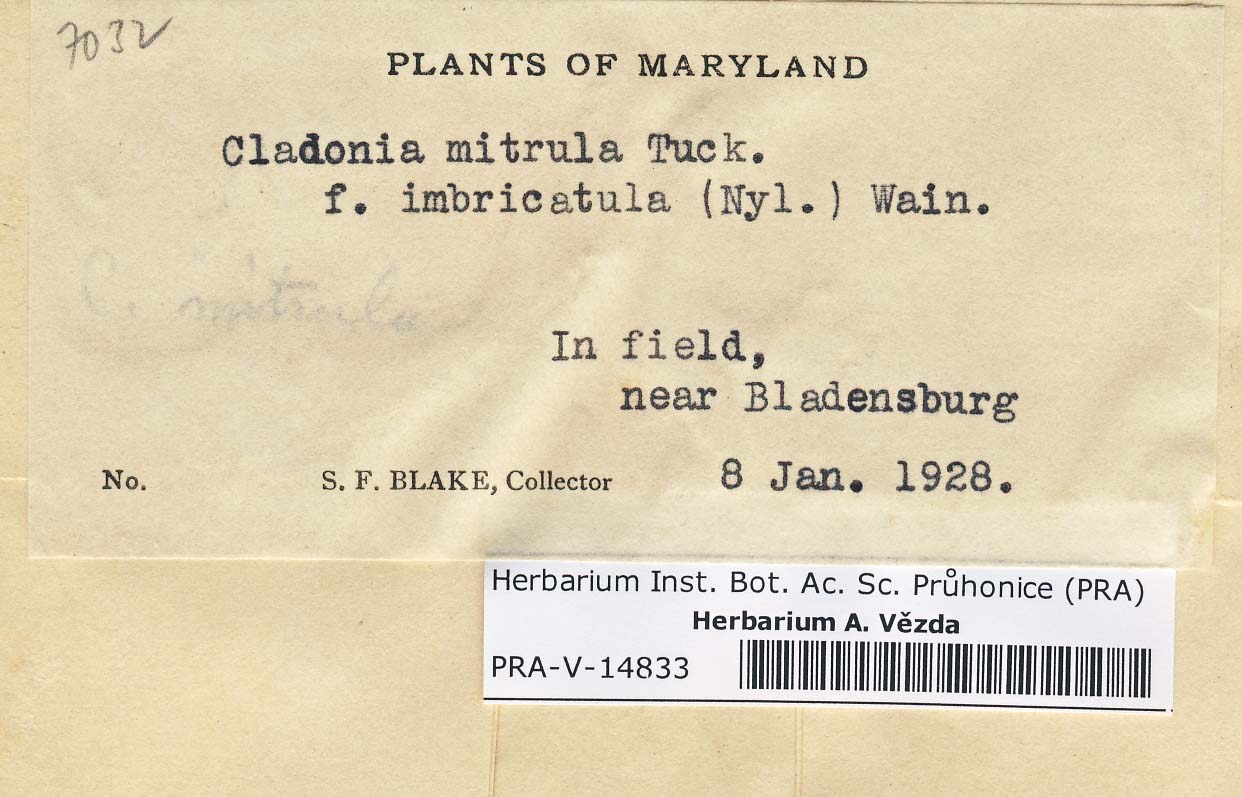 7032
PLANTS OF MARYLAND
Cladonia mitrula Tuck.
f. imbricatula (Nyl.) Wain.
C. mitrula
In field,
near Bladensburg
No. S. F. BLAKE, Collector 8 Jan. 1928.
Herbarium Inst. Bot. Ac. Sc. Průhonice (PRA)
Herbarium A. Vězda
PRA-V-14833